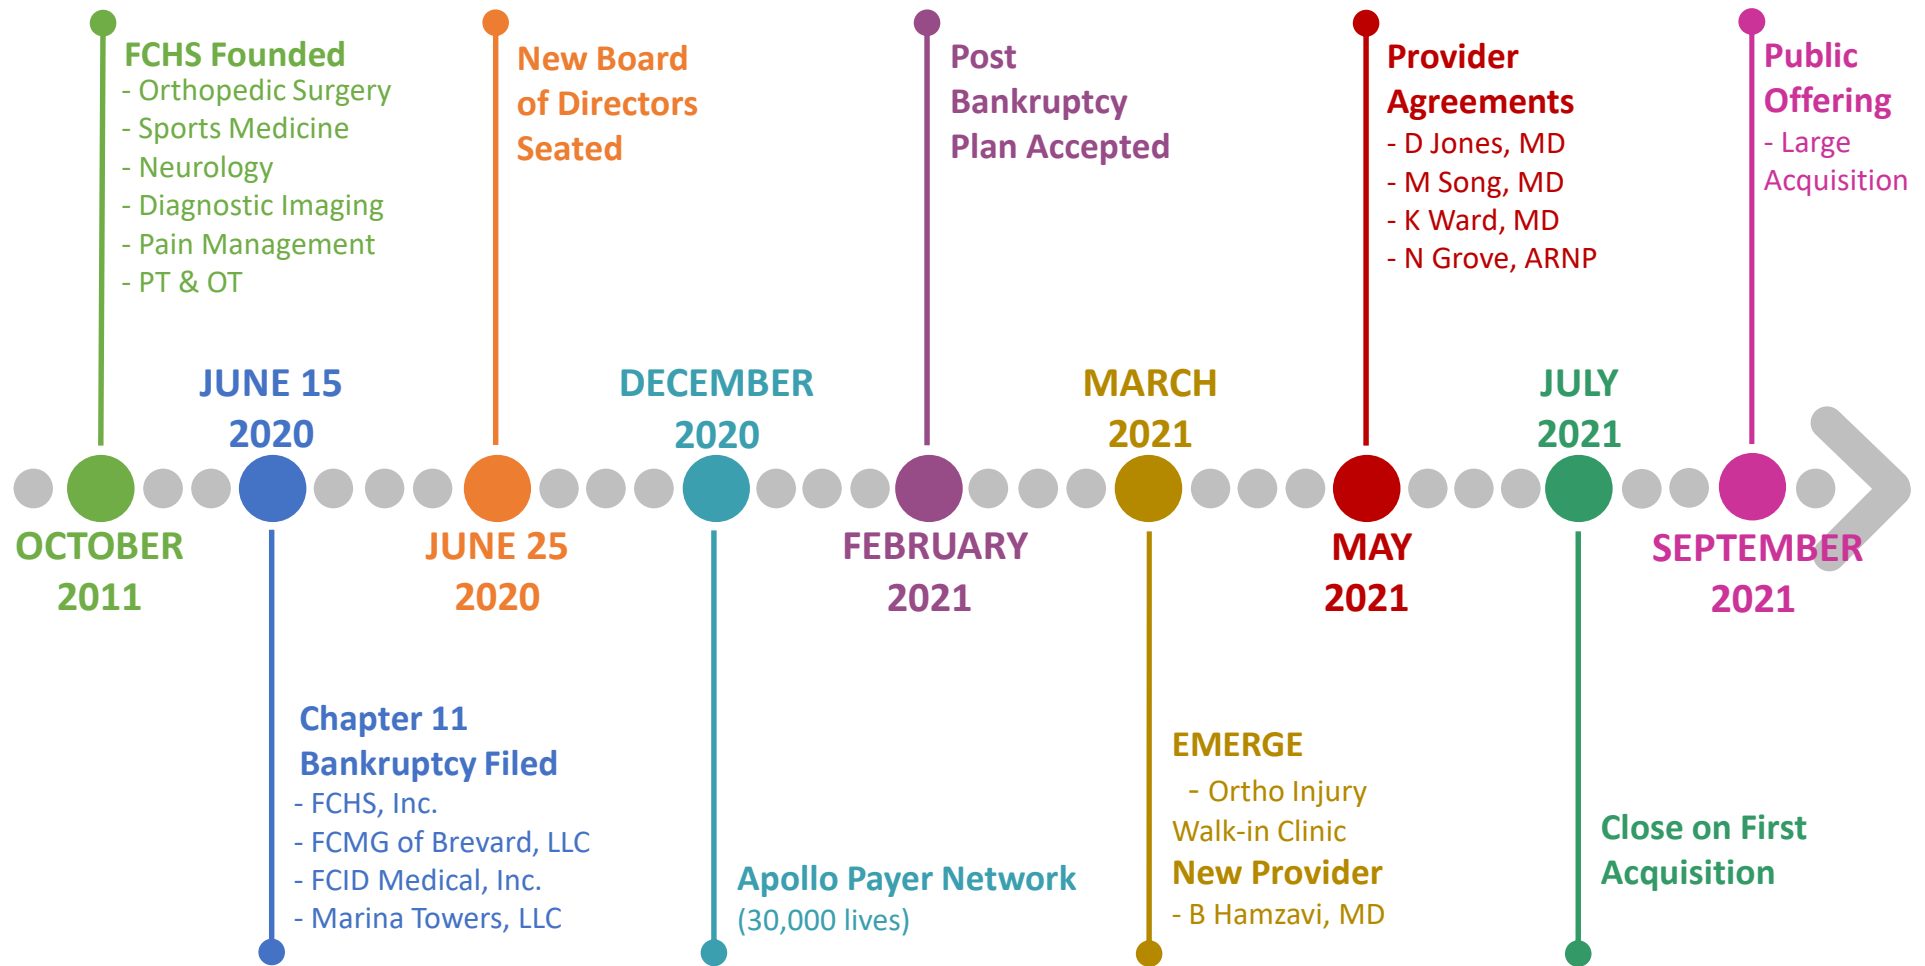 FCHS Founded
- Orthopedic Surgery
- Sports Medicine
- Neurology
- Diagnostic Imaging
- Pain Management
- PT & OT
New Board
of Directors
Seated
Post
Bankruptcy
Plan Accepted
Provider
Agreements
- D Jones, MD
- M Song, MD
- K Ward, MD
- N Grove, ARNP
Public
Offering
- Large
Acquisition
JUNE 15
2020
DECEMBER
2020
MARCH
2021
JULY
2021
OCTOBER
2011
JUNE 25
2020
FEBRUARY
2021
MAY
2021
SEPTEMBER
2021
Chapter 11
Bankruptcy Filed
- FCHS, Inc.
- FCMG of Brevard, LLC
- FCID Medical, Inc.
- Marina Towers, LLC
Apollo Payer Network
(30,000 lives)
EMERGE
- Ortho Injury
Walk-in Clinic
New Provider
- B Hamzavi, MD
Close on First
Acquisition